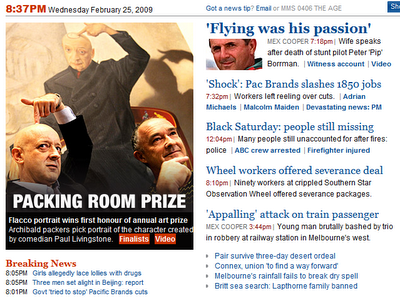 8:37PM Wednesday February 25, 2009
Got a news tip? Email or MMS 0406 THE AGE
PACKING ROOM PRIZE
Flacco portrait wins first honour of annual art prize
Archibald packers pick portrait of the character created
by comedian Paul Livingstone. Finalists Video
Breaking News
8:05PM Girls allegedly lace lollies with drugs
8:05PM Three men set alight in Beijing: report
8:01PM Govt 'tried to stop' Pacific Brands cuts
'Flying was his passion'
MEX COOPER 7:18pm | Wife speaks
after death of stunt pilot Peter 'Pip'
Borrman. | Witness account | Video
'Shock': Pac Brands slashes 1850 jobs
7:32pm | Workers left reeling over cuts. | Adrian
Michaels | Malcolm Maiden | Devastating news: PM
Black Saturday: people still missing
12:04pm | Many people still unaccounted for after fires:
police | ABC crew arrested | Firefighter injured
Wheel workers offered severance deal
8:10pm | Ninety workers at crippled Southern Star
Observation Wheel offered severance packages.
'Appalling' attack on train passenger
MEX COOPER 3:44pm | Young man brutally bashed by trio
in robbery at railway station in Melbourne's west.
Pair survive three-day desert ordeal
Connex, union 'to find a way forward'
Melbourne's rainfall fails to break dry spell
Brit sea search: Lapthorne family banned